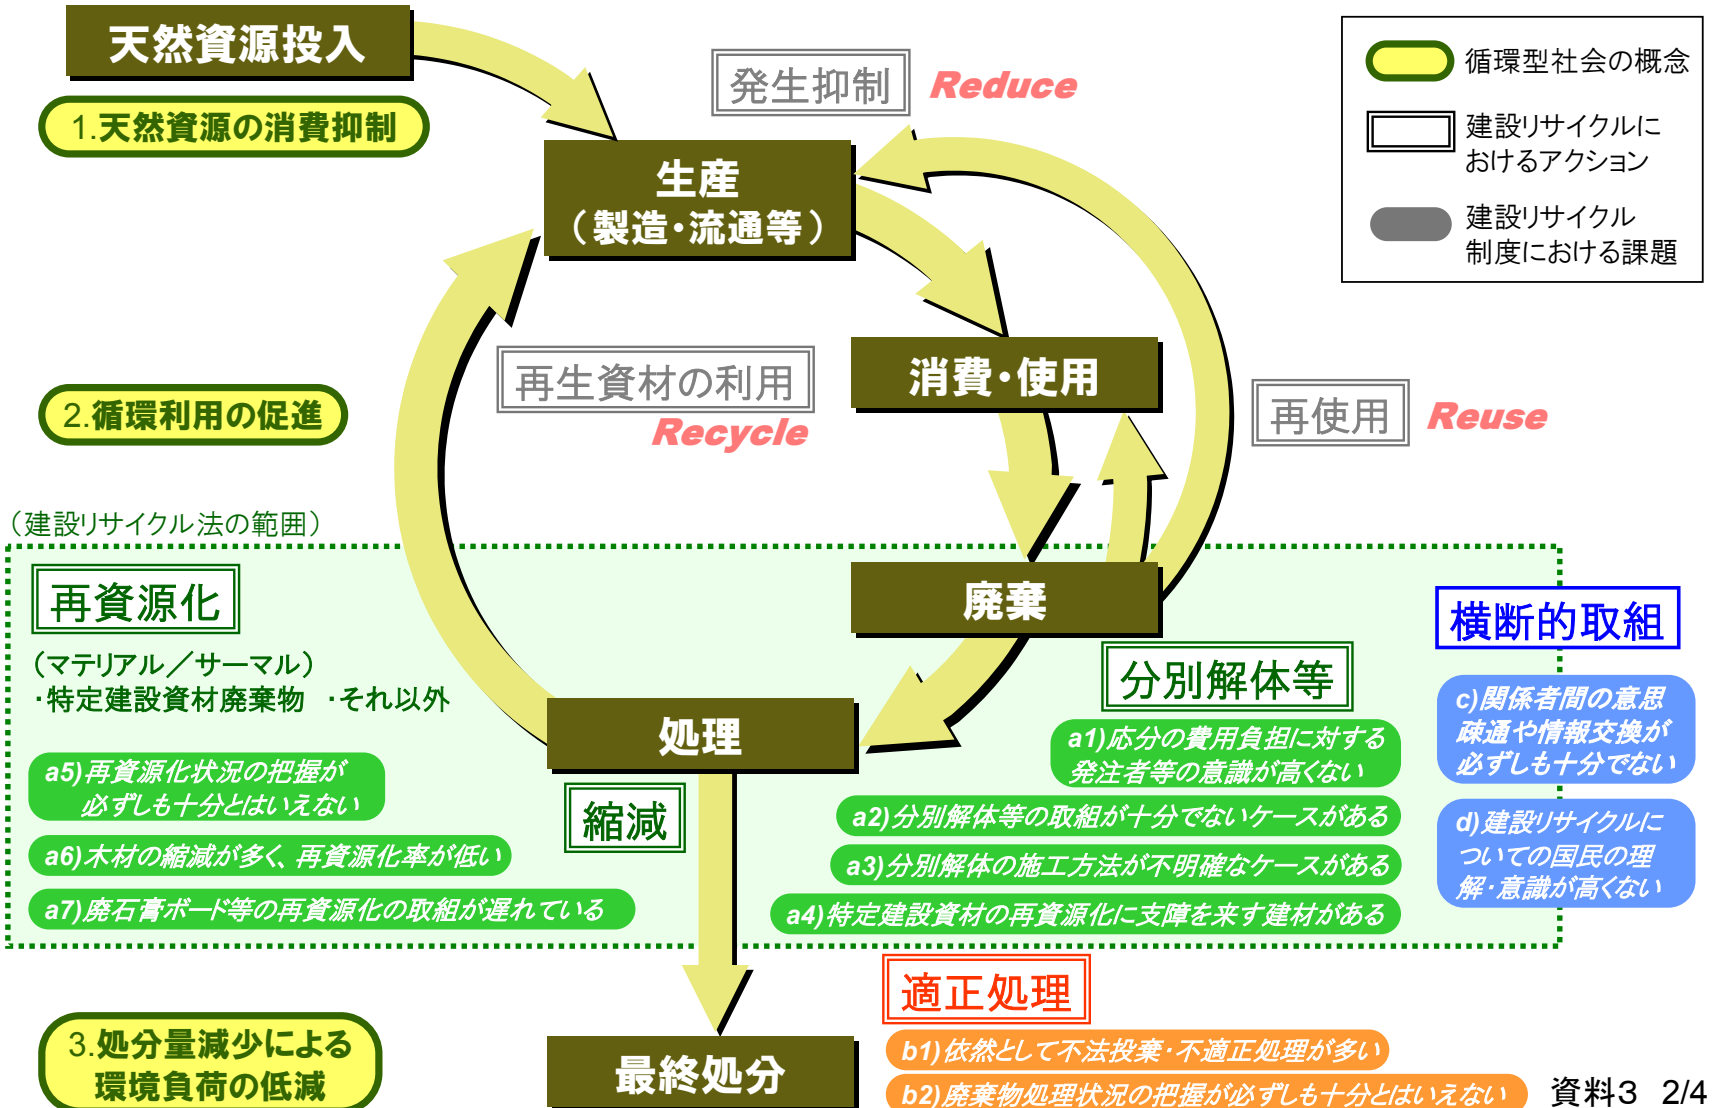 天然資源投入
1.天然資源の消費抑制
発生抑制
Reduce
循環型社会の概念
建設リサイクルに
おけるアクション
建設リサイクル
制度における課題
生産
（製造・流通等）
消費・使用
再生資材の利用
Recycle
2.循環利用の促進
再使用
Reuse
（建設リサイクル法の範囲）
再資源化
（マテリアル／サーマル）
・特定建設資材廃棄物　・それ以外
廃棄
横断的取組
分別解体等
処理
縮減
a1)応分の費用負担に対する
発注者等の意識が高くない
a2)分別解体等の取組が十分でないケースがある
a3)分別解体の施工方法が不明確なケースがある
a4)特定建設資材の再資源化に支障を来す建材がある
a5)再資源化状況の把握が
必ずしも十分とはいえない
a6)木材の縮減が多く、再資源化率が低い
a7)廃石膏ボード等の再資源化の取組が遅れている
c)関係者間の意思
疎通や情報交換が
必ずしも十分でない
d)建設リサイクルに
ついての国民の理
解・意識が高くない
適正処理
b1)依然として不法投棄・不適正処理が多い
b2)廃棄物処理状況の把握が必ずしも十分とはいえない
3.処分量減少による
環境負荷の低減
最終処分
資料３　2/4